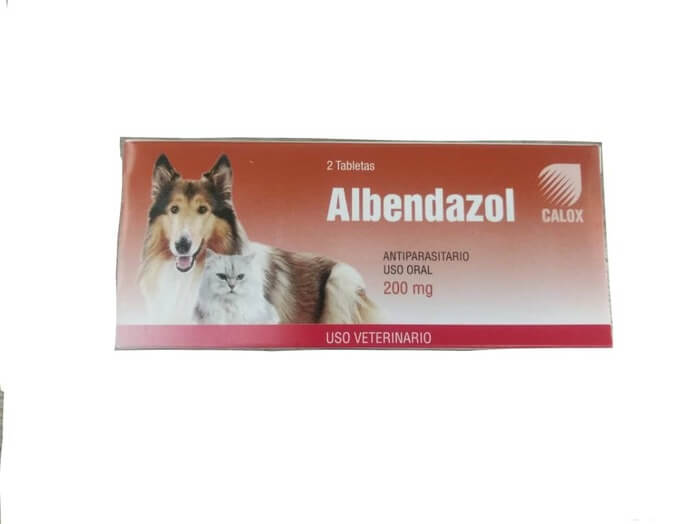 2 Tabletas
Albendazol
CALOX
ANTIPARASITARIO
USO ORAL
200 mg
USO VETERINARIO